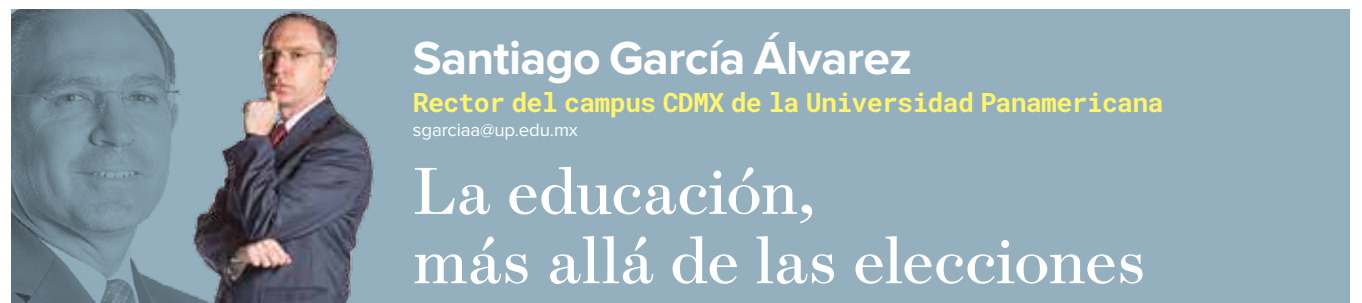 Santiago García Álvarez
Rector del campus CDMX de la Universidad Panamericana
sgarciaa@up.edu.mx
La educación,
más allá de las elecciones